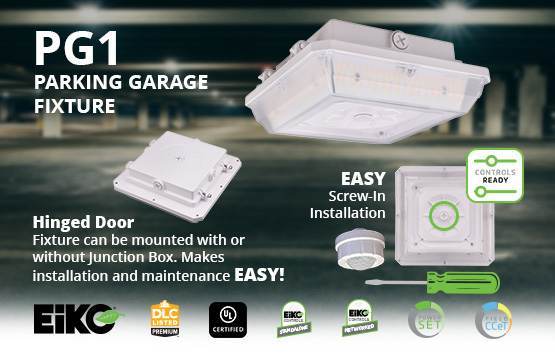 PG1
PARKING GARAGE
FIXTURE
EASY
Screw-In
Installation
CONTROLS
READY
Hinged Door
Fixture can be mounted with or
without Junction Box. Makes
installation and maintenance EASY!
EiKO
DLC
LISTED
PREMIUM
UL
CERTIFIED
EiKO
CONTROLS
STANDALONE
EiKO
CONTROLS
NETWORKED
POWER
SET
FIELD
CCeT